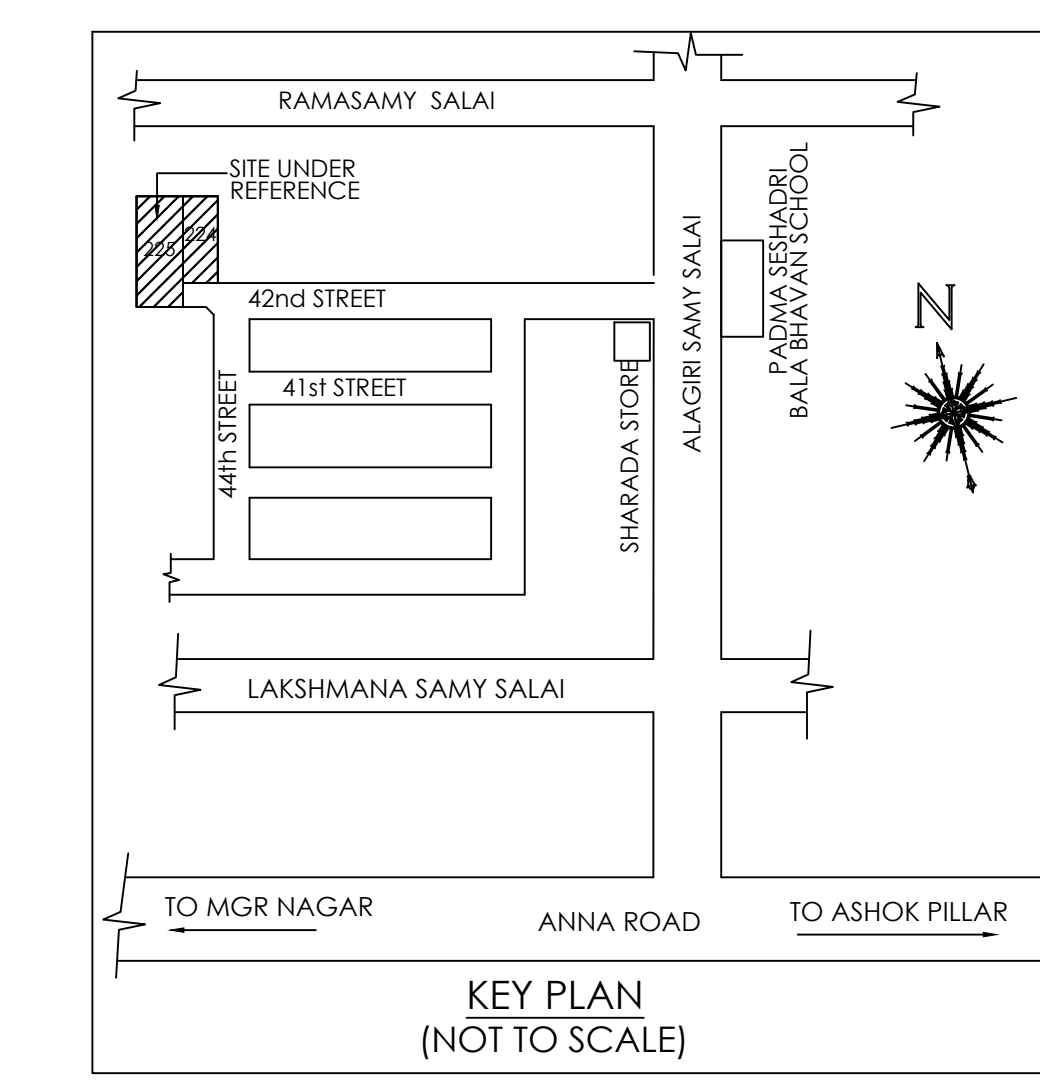 RAMASAMY SALAI
SITE UNDER
REFERENCE
225
224
42nd STREET
41st STREET
44th STREET
SHARADA STORE
ALAGIRI SAMY SALAI
PADMA SESHADRI
BALA BHAVAN SCHOOL
N
LAKSHMANA SAMY SALAI
TO MGR NAGAR
ANNA ROAD
TO ASHOK PILLAR
KEY PLAN
(NOT TO SCALE)